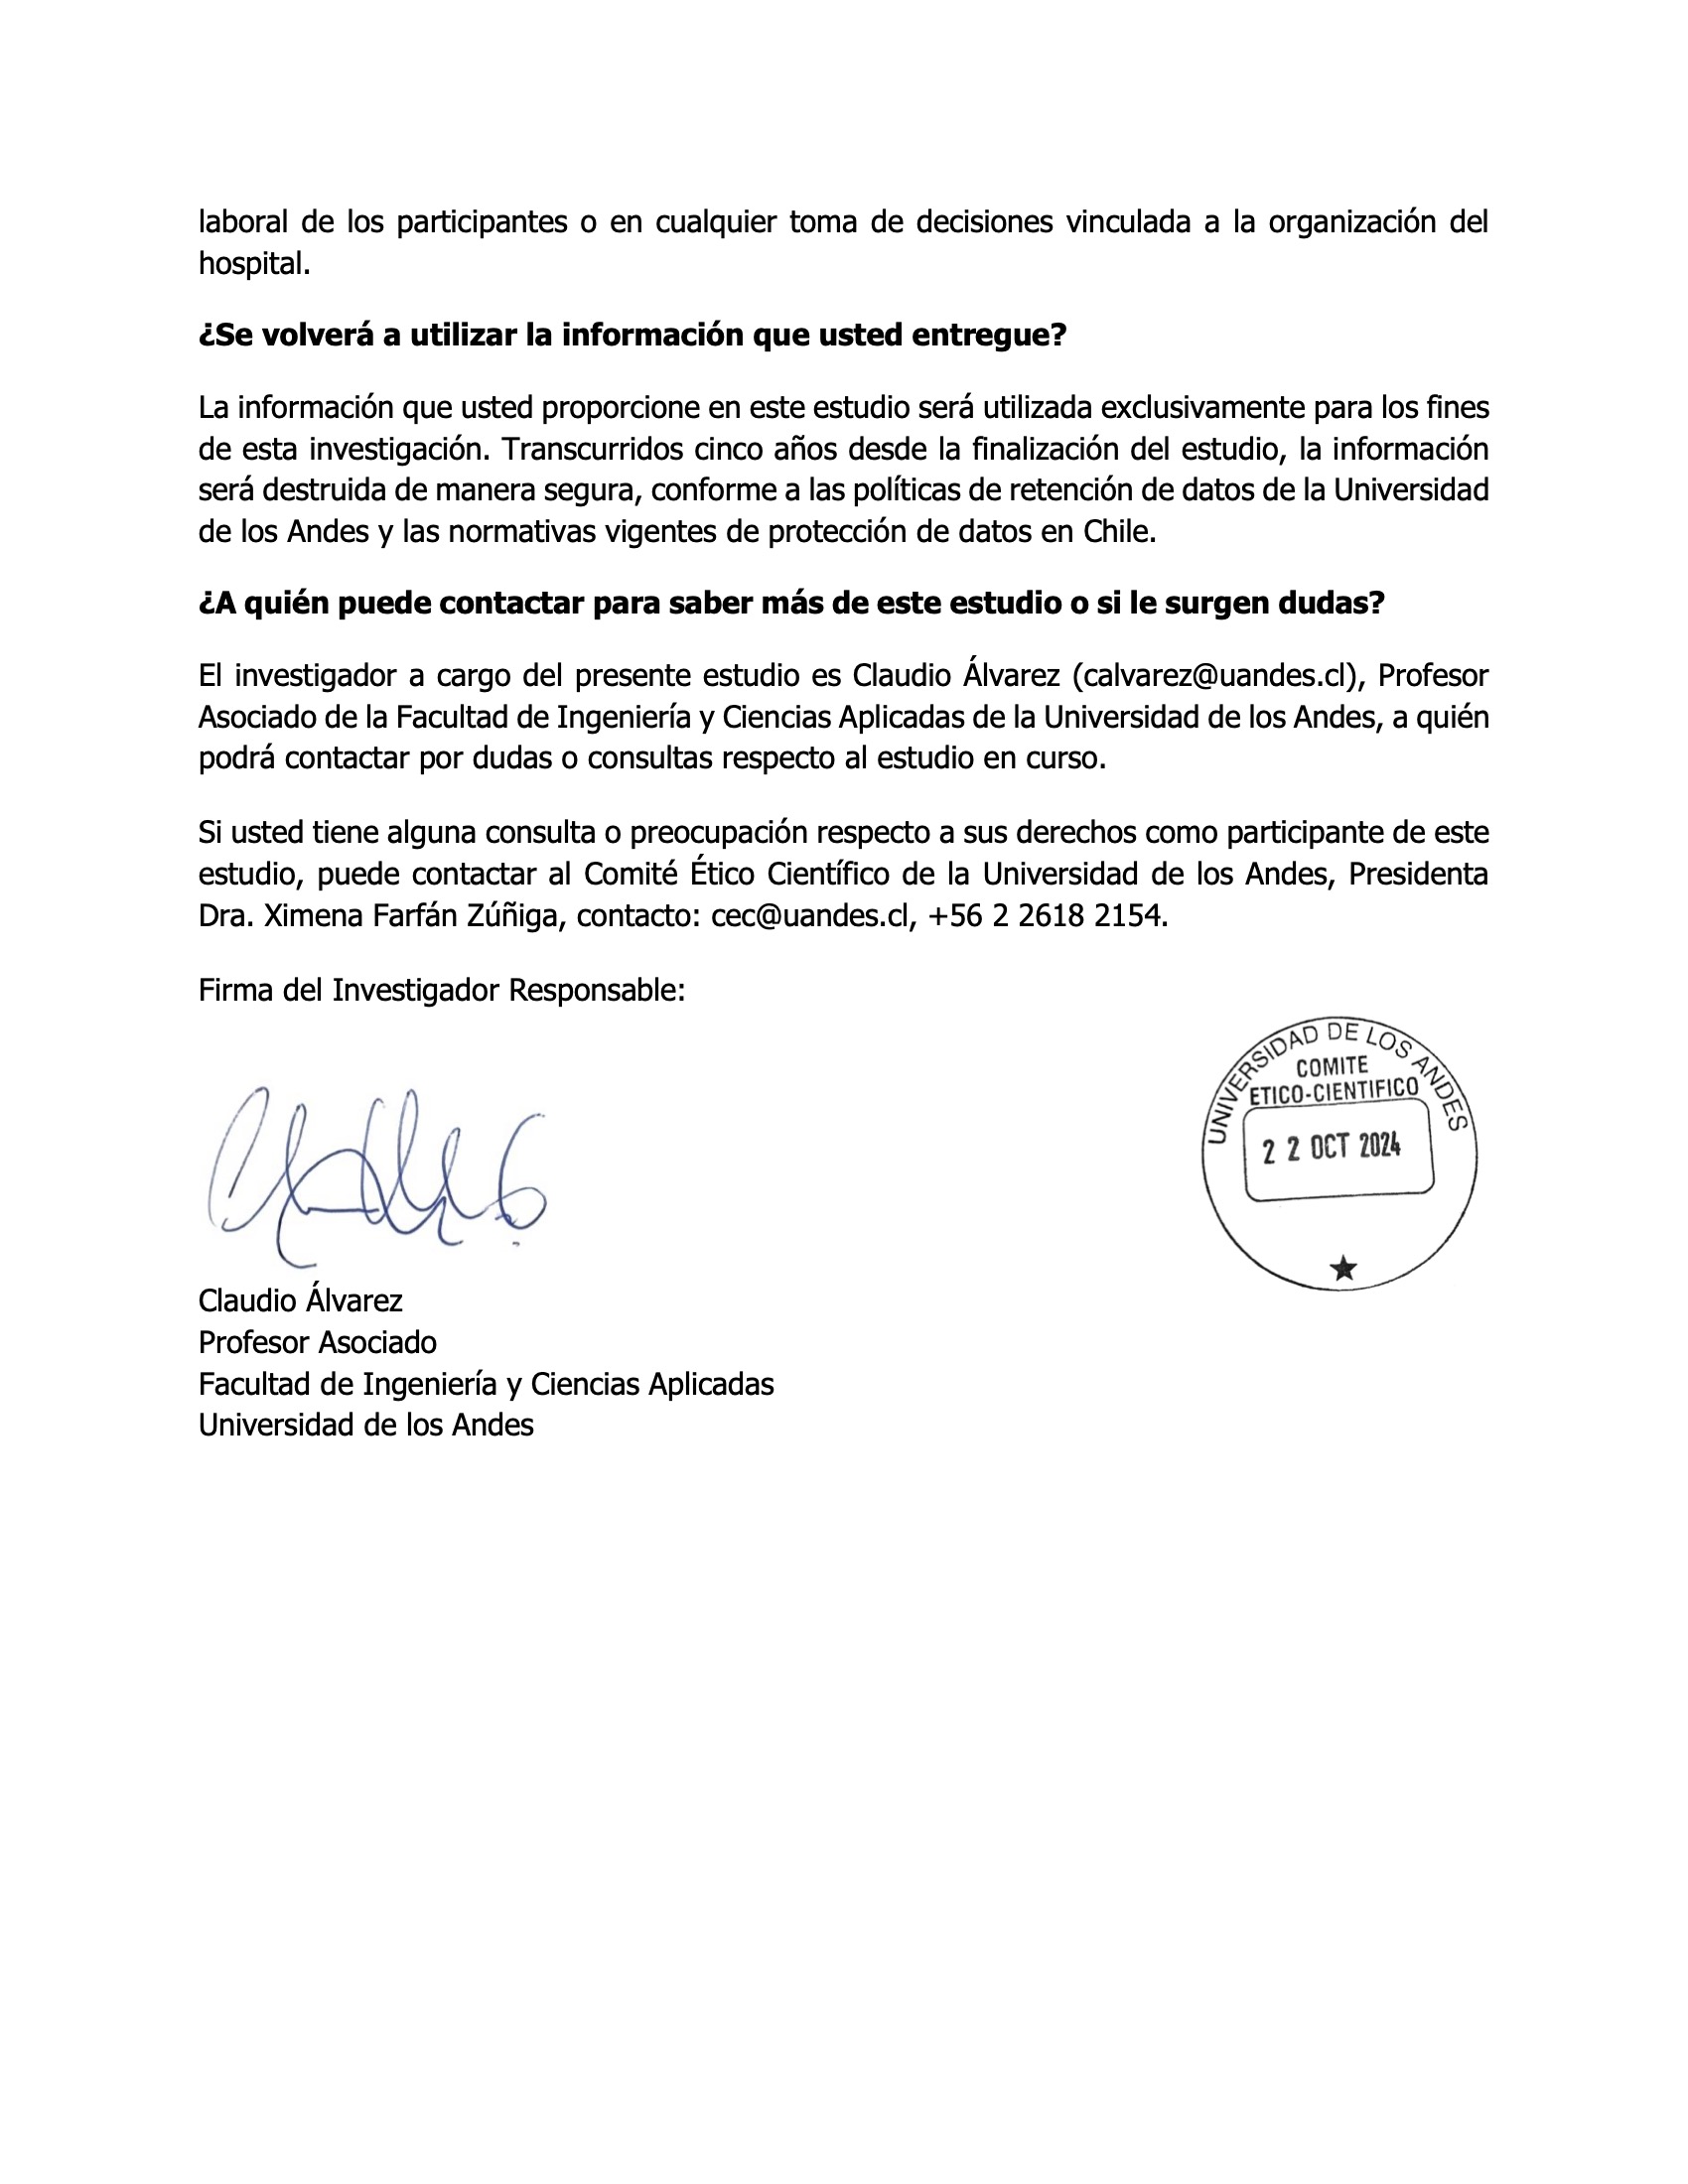 laboral de los participantes o en cualquier toma de decisiones vinculada a la organización del
hospital.
¿Se volverá a utilizar la información que usted entregue?
La información que usted proporcione en este estudio será utilizada exclusivamente para los fines
de esta investigación. Transcurridos cinco años desde la finalización del estudio, la información
será destruida de manera segura, conforme a las políticas de retención de datos de la Universidad
de los Andes y las normativas vigentes de protección de datos en Chile.
¿A quién puede contactar para saber más de este estudio o si le surgen dudas?
El investigador a cargo del presente estudio es Claudio Álvarez (calvarez@uandes.cl), Profesor
Asociado de la Facultad de Ingeniería y Ciencias Aplicadas de la Universidad de los Andes, a quién
podrá contactar por dudas o consultas respecto al estudio en curso.
Si usted tiene alguna consulta o preocupación respecto a sus derechos como participante de este
estudio, puede contactar al Comité Ético Científico de la Universidad de los Andes, Presidenta
Dra. Ximena Farfán Zúñiga, contacto: cec@uandes.cl, +56 2 2618 2154.
Firma del Investigador Responsable:
UNIVERSIDAD DE LOS ANDES
COMITE
ETICO-CIENTIFICO
22 OCT 2024
Claudio Álvarez
Profesor Asociado
Facultad de Ingeniería y Ciencias Aplicadas
Universidad de los Andes